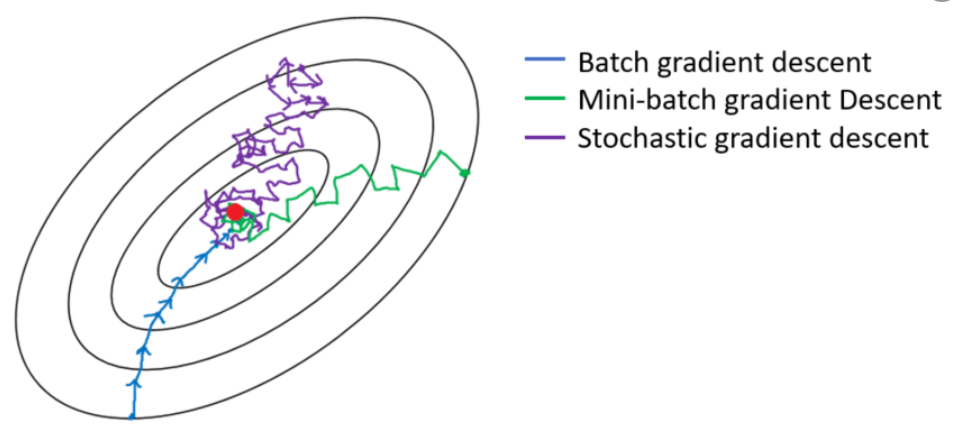 Batch gradient descent
Mini-batch gradient Descent
Stochastic gradient descent